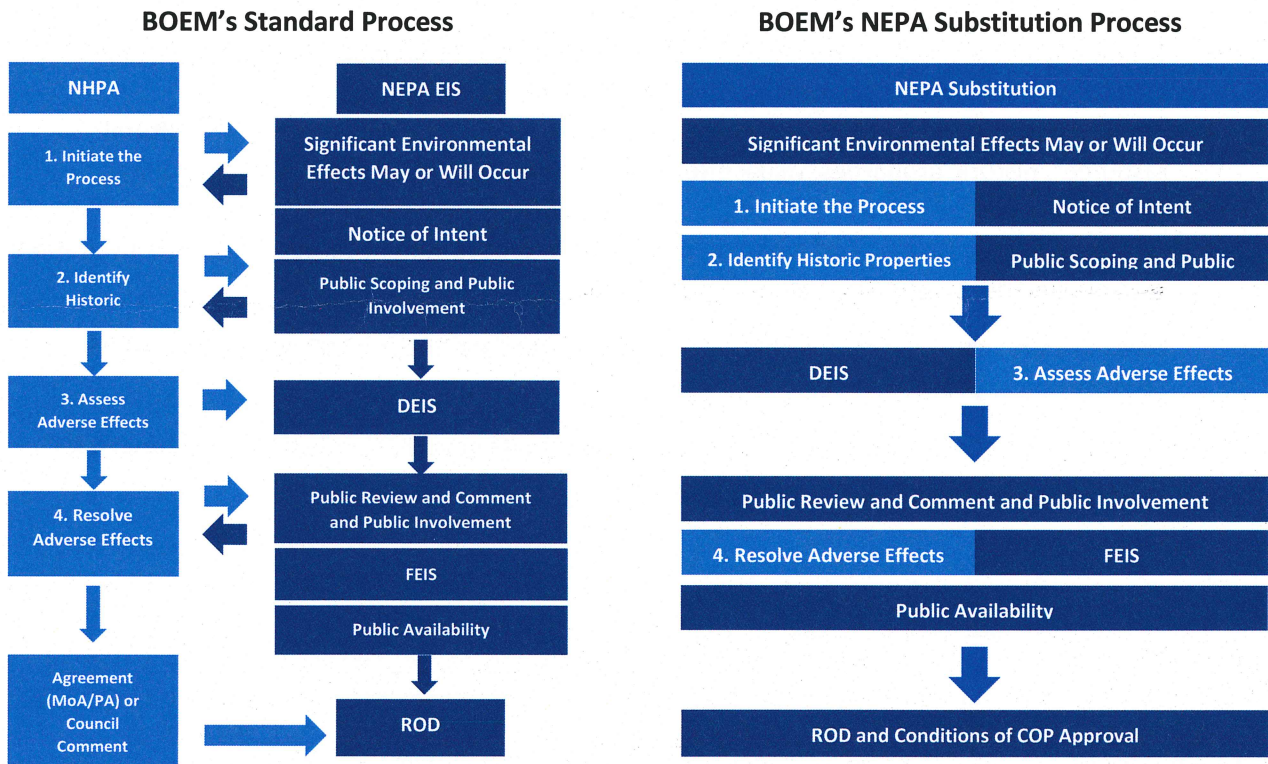 BOEM's Standard Process
NHPA
NEPA EIS
1. Initiate the
Process
Significant Environmental
Effects May or Will Occur
Notice of Intent
2. Identify
Historic
Public Scoping and Public
Involvement
3. Assess
Adverse Effects
DEIS
4. Resolve
Adverse Effects
Public Review and Comment
and Public Involvement
FEIS
Public Availability
Agreement
(MoA/PA) or
Council
Comment
ROD
BOEM's NEPA Substitution Process
NEPA Substitution
Significant Environmental Effects May or Will Occur
1. Initiate the Process
Notice of Intent
2. Identify Historic Properties
Public Scoping and Public
DEIS
3. Assess Adverse Effects
Public Review and Comment and Public Involvement
4. Resolve Adverse Effects
FEIS
Public Availability
ROD and Conditions of COP Approval